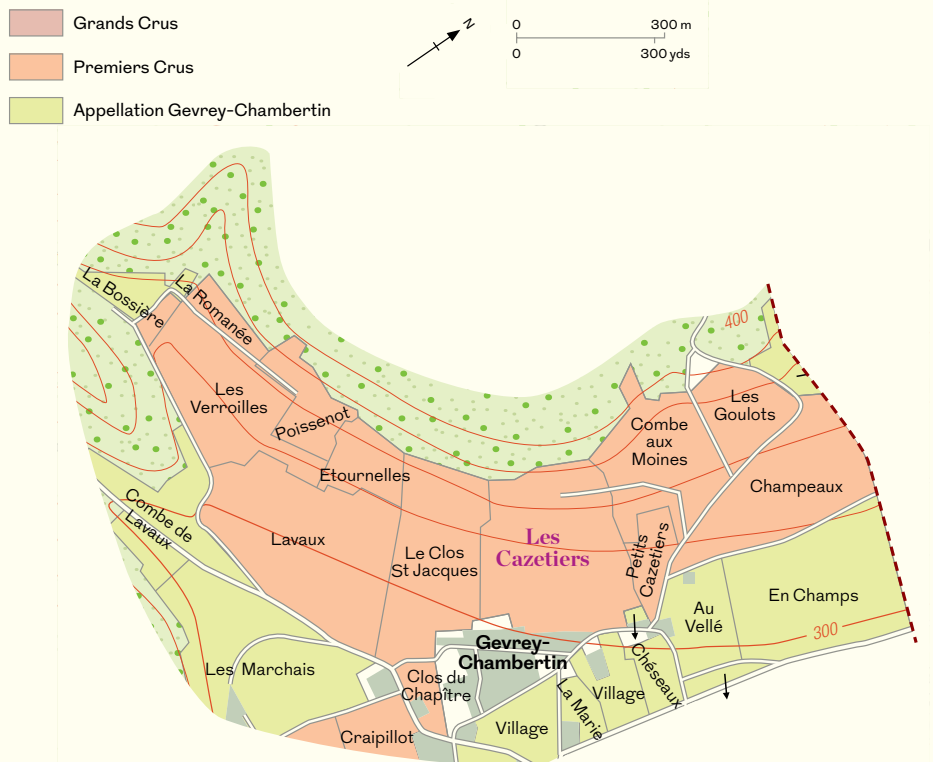 Grands Crus
Premiers Crus
Appellation Gevrey-Chambertin
N
0
300 m
0
300 yds
La Bossière
La Romanée
400
Les
Verroilles
Poissenot
Les
Goulots
Combe
aux
Moines
Etournelles
Champeaux
Combe de
Lavaux
Lavaux
Le Clos
St Jacques
Les
Cazetiers
Petits
Cazetiers
En Champs
Au
Vellé
300
Gevrey-
Chambertin
Les Marchais
Clos du
Chapître
La Marie
Village
Chéseaux
Village
Craipillot